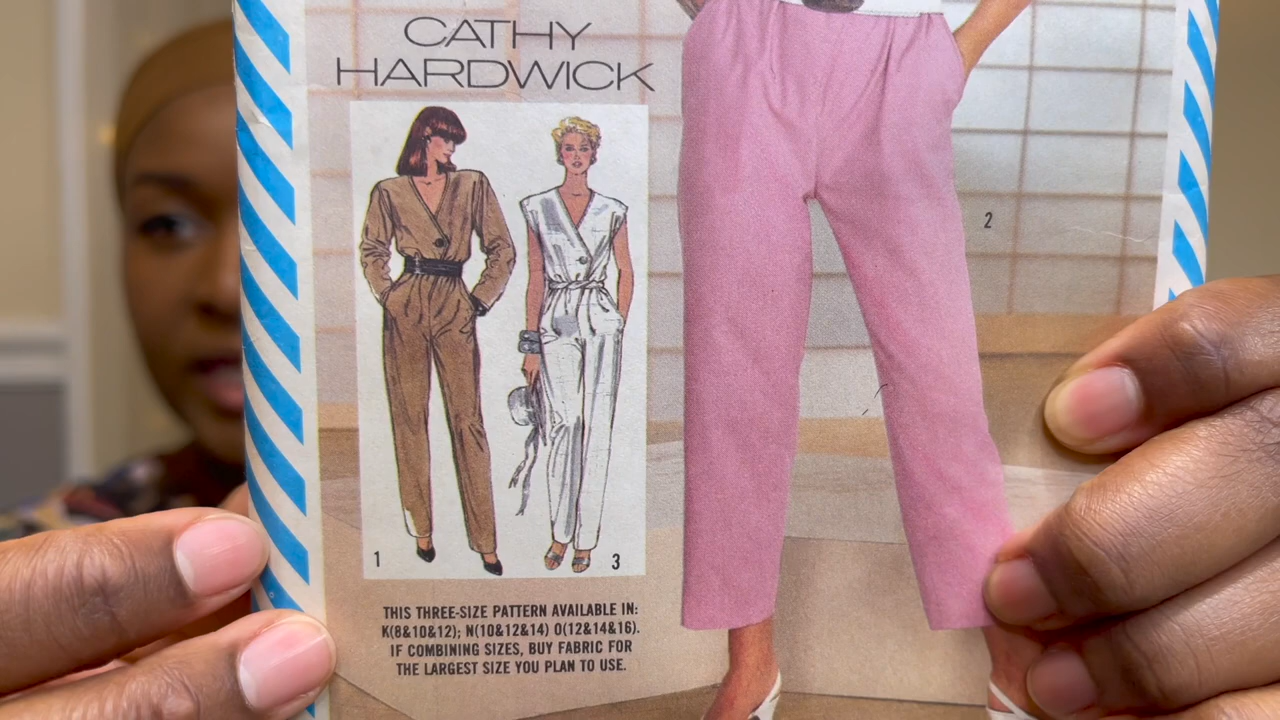 CATHY
HARDWICK
2
1
3
THIS THREE-SIZE PATTERN AVAILABLE IN:
K(8&10&12); N(10&12&14) O(12&14&16).
IF COMBINING SIZES, BUY FABRIC FOR
THE LARGEST SIZE YOU PLAN TO USE.